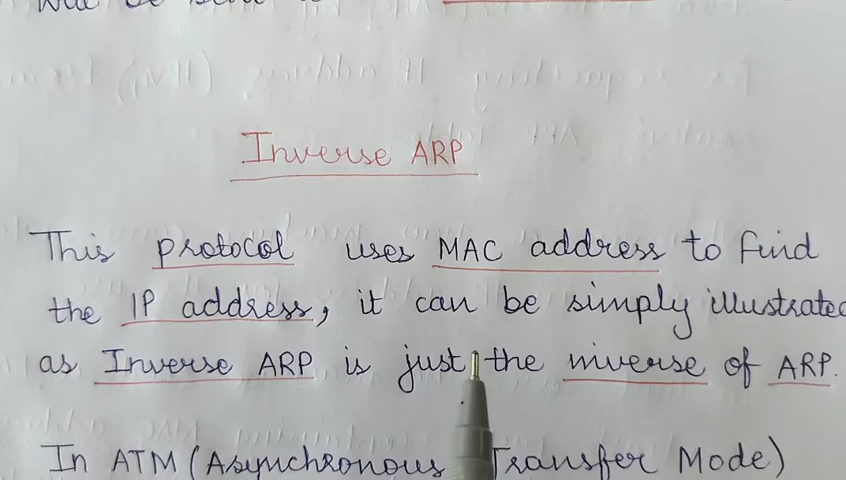 Inverse ARP
This protocol uses MAC address to find
the IP address, it can be simply illustrated
as Inverse ARP is just the inverse of ARP.
In ATM (Asynchronous Transfer Mode)